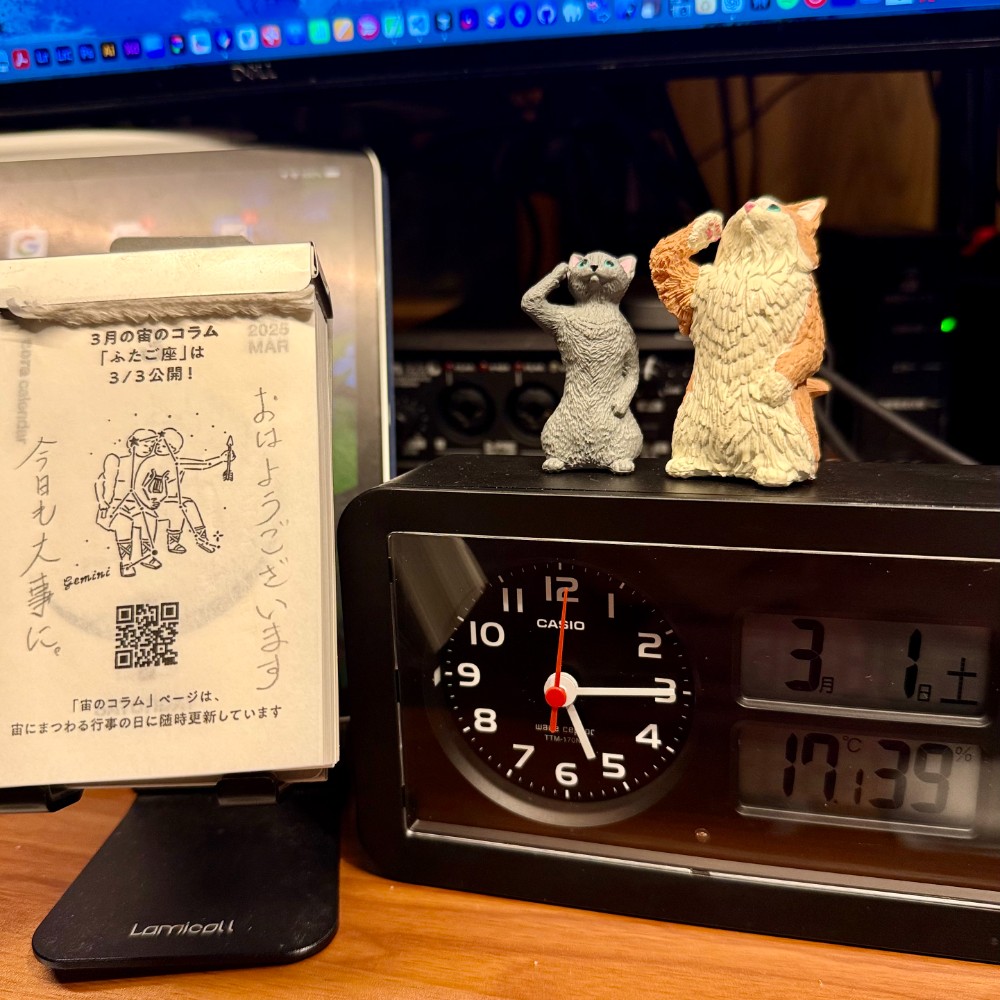 DELL
3月の宙のコラム
「ふたご座」は
3/3公開!
2025
MAR
おはようございます
今日も大事に。
Gemini
「宙のコラム」ページは、
宙にまつわる行事の日に随時更新しています
Lamicall
12
1
2
3
4
5
6
7
8
9
10
11
CASIO
wave ceptor
3月 1日 土
17.1℃ 39%